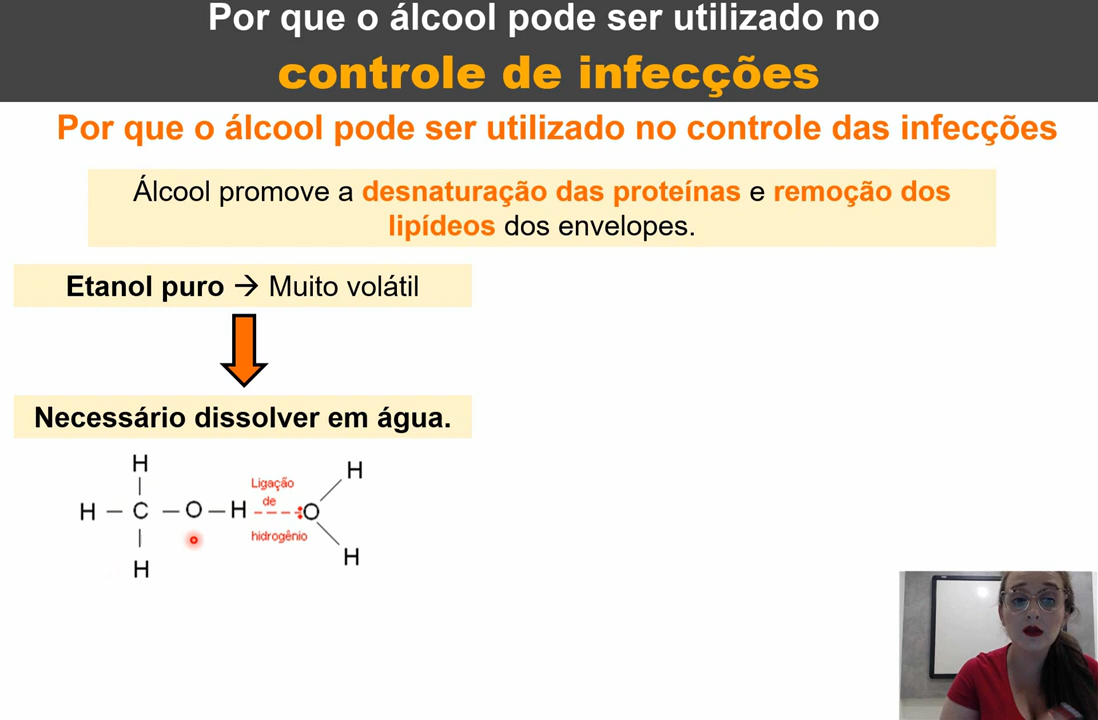 Por que o álcool pode ser utilizado no
controle de infecções
Por que o álcool pode ser utilizado no controle das infecções
Álcool promove a desnaturação das proteínas e remoção dos
lipídeos dos envelopes.
Etanol puro → Muito volátil
Necessário dissolver em água.
H
H
Ligação
de
H – C – O – H ----:O
hidrogênio
H
H